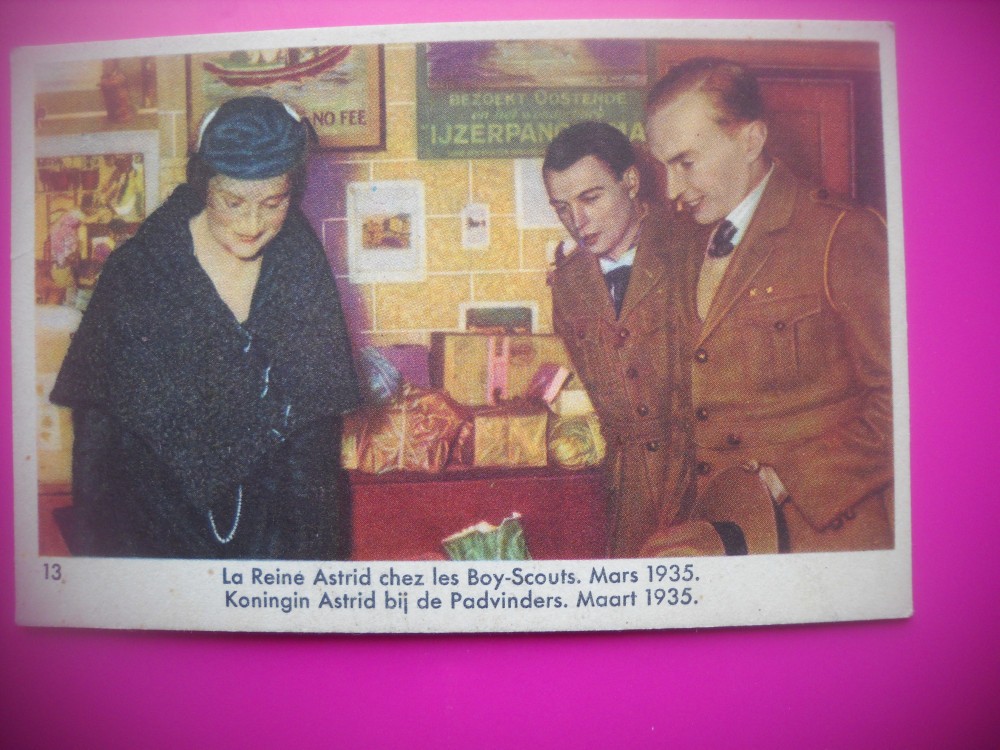 NO FEE
BEZOEKT OOSTENDE
IJZERPAN
13
La Reine Astrid chez les Boy-Scouts. Mars 1935.
Koningin Astrid bij de Padvinders. Maart 1935.